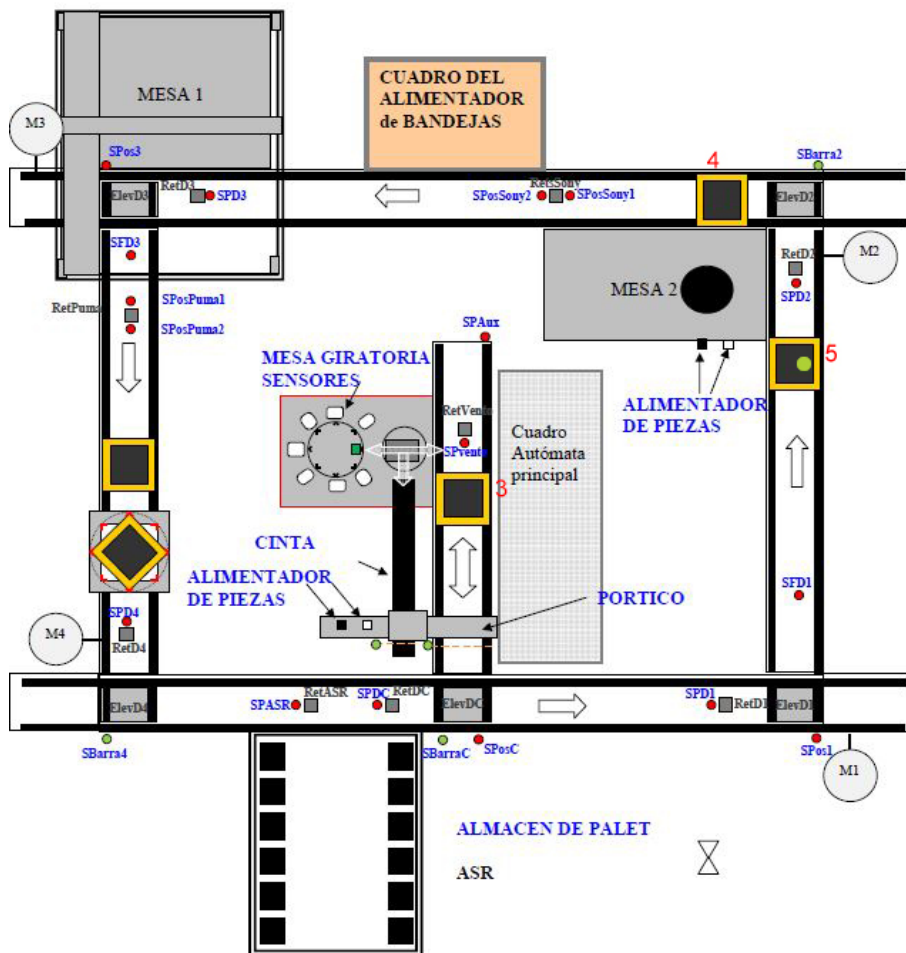 MESA 1
CUADRO DEL
ALIMENTADOR
de BANDEJAS
M3
SPos3
4
SBarra2
ElevD3
RetD3
SPD3
SPosSony2
RetSony
SPosSony1
ElevD2
SFD3
RetD2
M2
SPD2
RetPuma
SPosPuma1
SPosPuma2
MESA 2
SPAux
5
MESA GIRATORIA
SENSORES
ALIMENTADOR
DE PIEZAS
RetVento
SPvento
Cuadro
Autómata
principal
3
CINTA
ALIMENTADOR
DE PIEZAS
PORTICO
SFD1
SPD4
M4
RetD4
ElevD4
SPASR
RetASR
SPDC
RetDC
ElevDC
SPD1
RetD1
ElevD1
SBarra4
SBarraC
SPosC
SPos1
M1
ALMACEN DE PALET
ASR